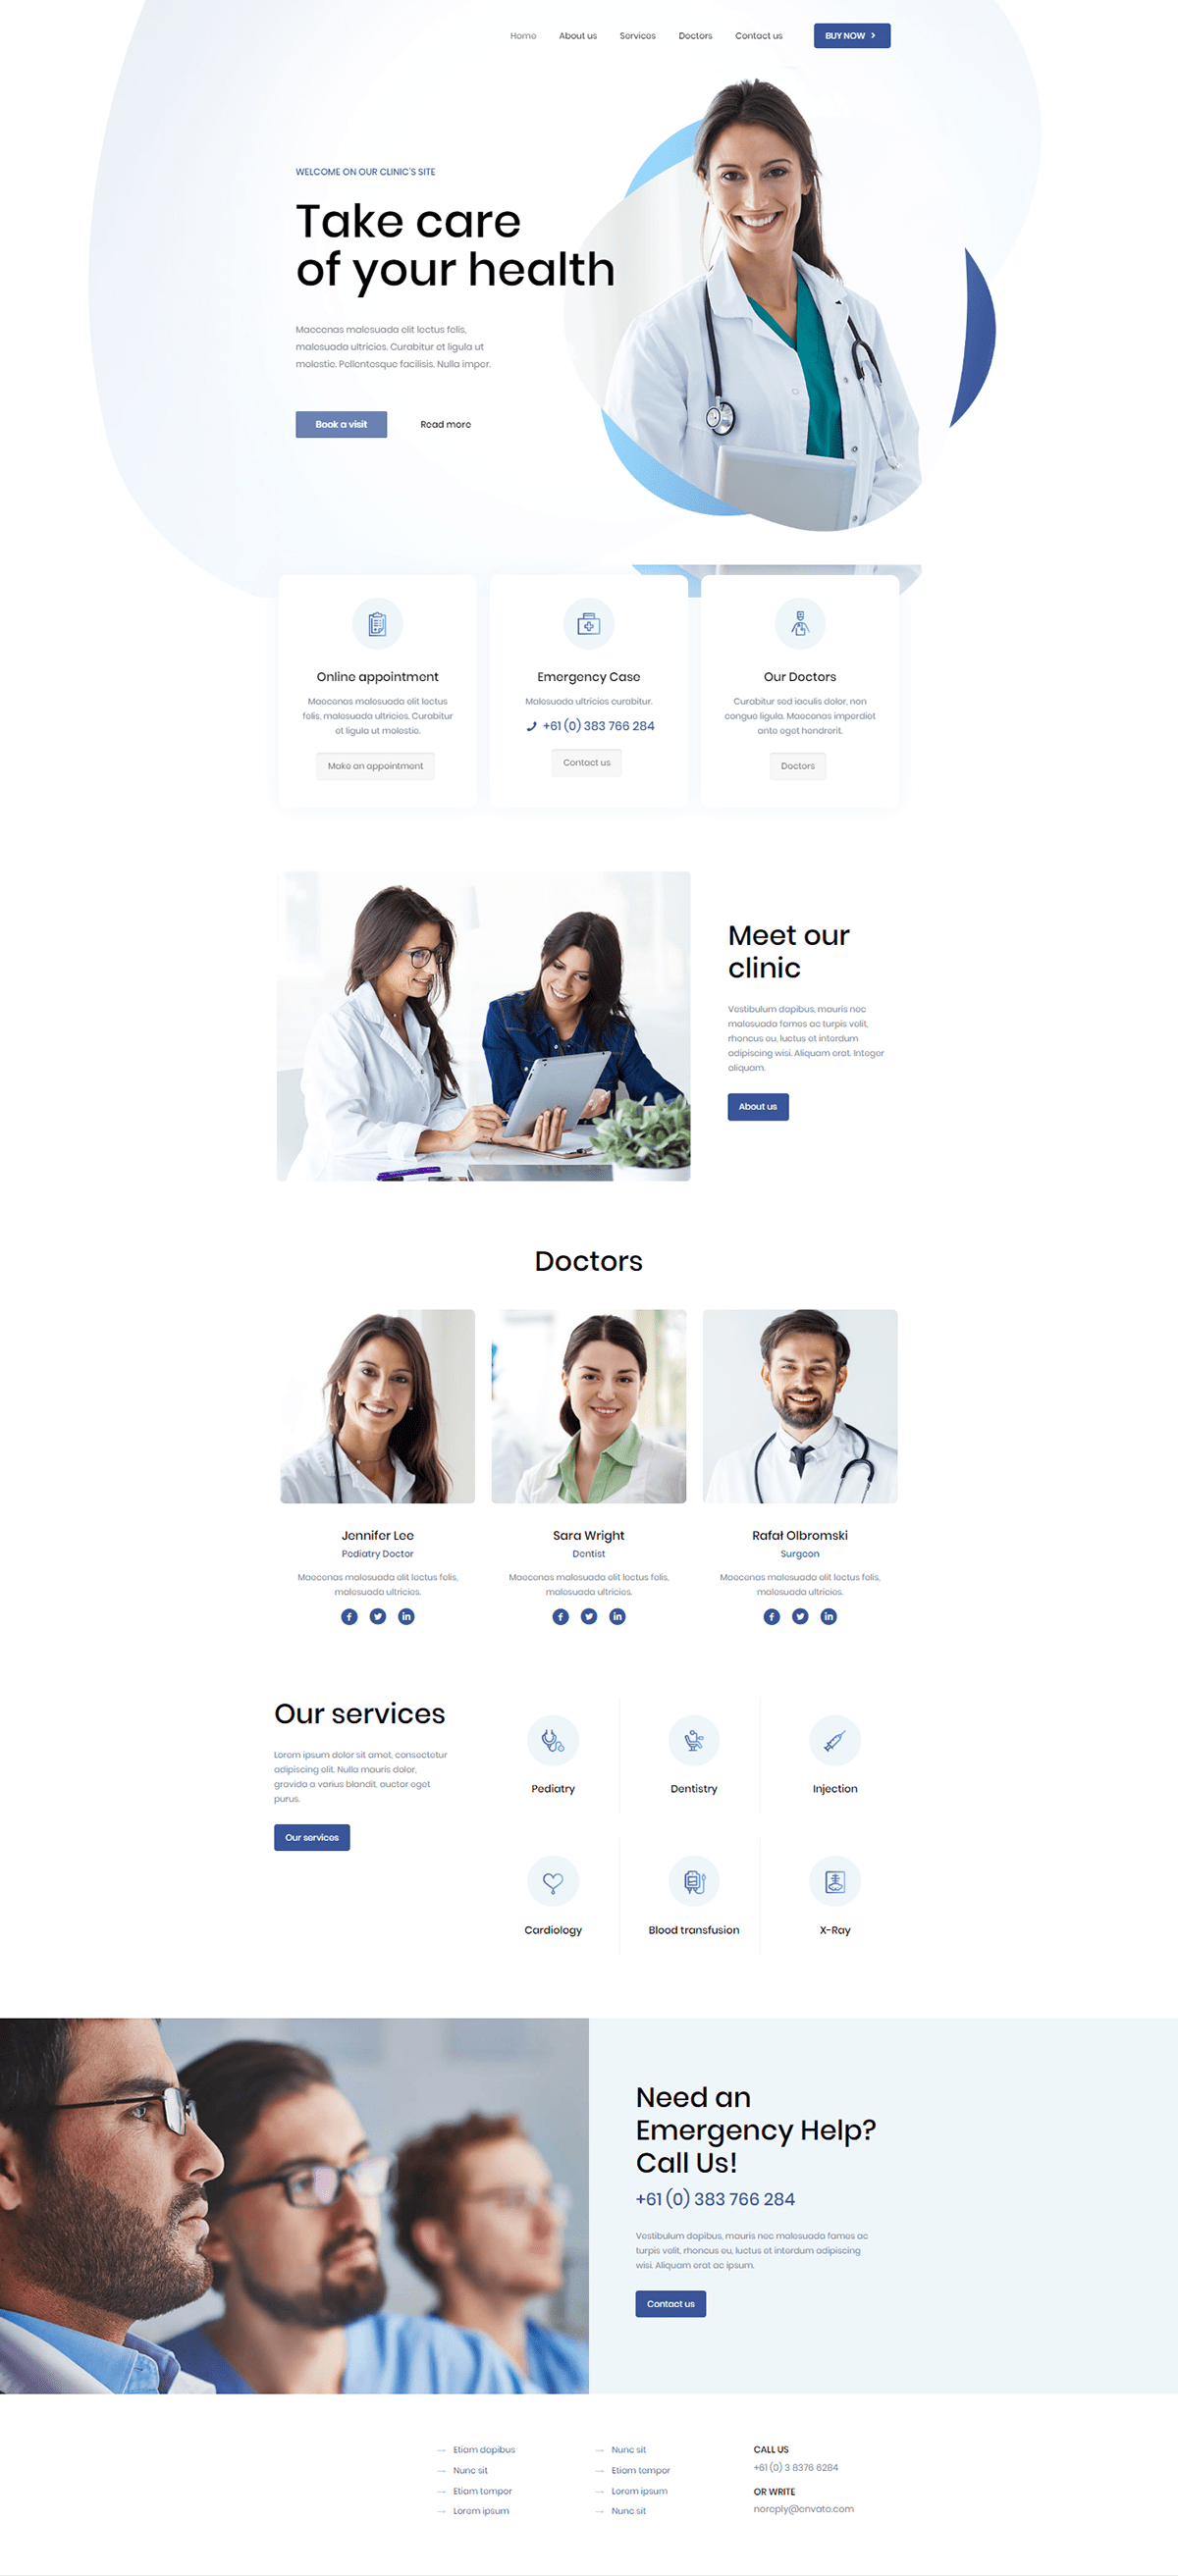 Home About us Services Doctors Contact us BUY NOW
WELCOME ON OUR CLINIC'S SITE
Take care
of your health
Maecenas malesuada elit lectus felis,
malesuada ultricies. Curabitur et ligula ut
molestie. Pellentesque facilisis. Nulla imper.
Book a visit Read more
Online appointment
Maecenas malesuada elit lectus
felis, malesuada ultricies. Curabitur
et ligula ut molestie.
Make an appointment
Emergency Case
Malesuada ultricies curabitur.
+61 (0) 383 766 284
Contact us
Our Doctors
Curabitur sed iaculis dolor, non
congue ligula. Maecenas imperdiet
ante eget hendrerit.
Doctors
Meet our
clinic
Vestibulum dapibus, mauris nec
malesuada fames ac turpis velit,
rhoncus eu, luctus et interdum
adipiscing wisi. Aliquam erat. Integer
aliquam.
About us
Doctors
Jennifer Lee
Pediatry Doctor
Maecenas malesuada elit lectus felis,
malesuada ultricies.
Sara Wright
Dentist
Maecenas malesuada elit lectus felis,
malesuada ultricies.
Rafał Olbromski
Surgeon
Maecenas malesuada elit lectus felis,
malesuada ultricies.
Our services
Lorem ipsum dolor sit amet, consectetur
adipiscing elit. Nulla mauris dolor,
gravida a varius blandit, auctor eget
purus.
Our services
Pediatry
Dentistry
Injection
Cardiology
Blood transfusion
X-Ray
Need an
Emergency Help?
Call Us!
+61 (0) 383 766 284
Vestibulum dapibus, mauris nec malesuada fames ac
turpis velit, rhoncus eu, luctus et interdum adipiscing
wisi. Aliquam erat ac ipsum.
Contact us
Etiam dapibus
Nunc sit
Etiam tempor
Lorem ipsum
Nunc sit
Etiam tempor
Lorem ipsum
Nunc sit
CALL US
+61 (0) 3 8376 6284
OR WRITE
noreply@envato.com